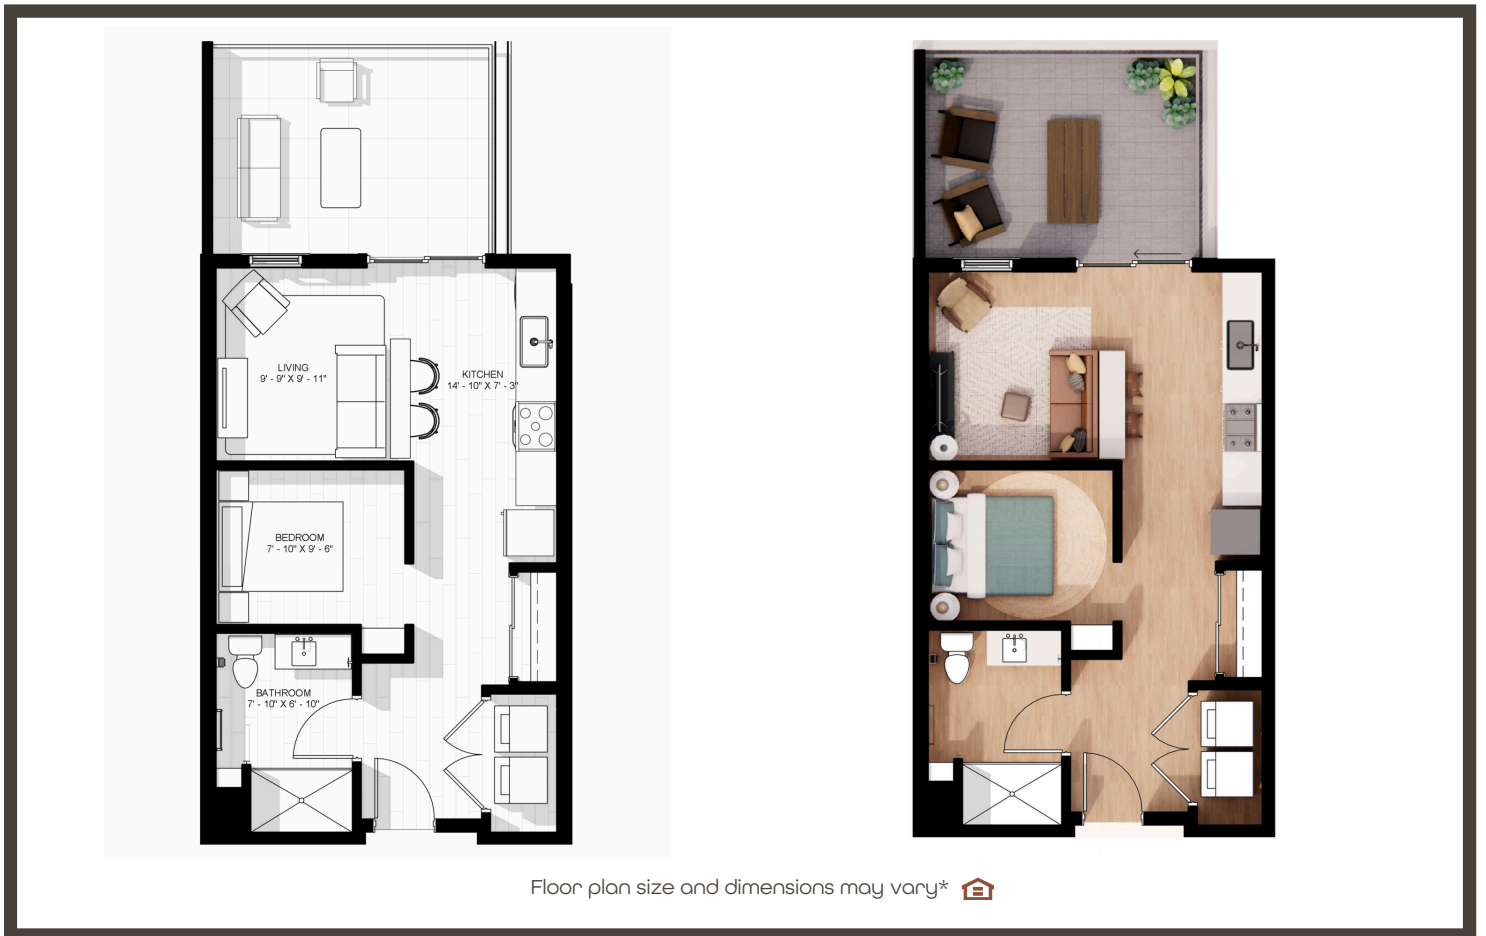 LIVING
9' - 9" X 9' - 11"
KITCHEN
14' - 10" X 7' - 3"
BEDROOM
7' - 10" X 9' - 6"
BATHROOM
7' - 10" X 6' - 10"
Floor plan size and dimensions may vary*